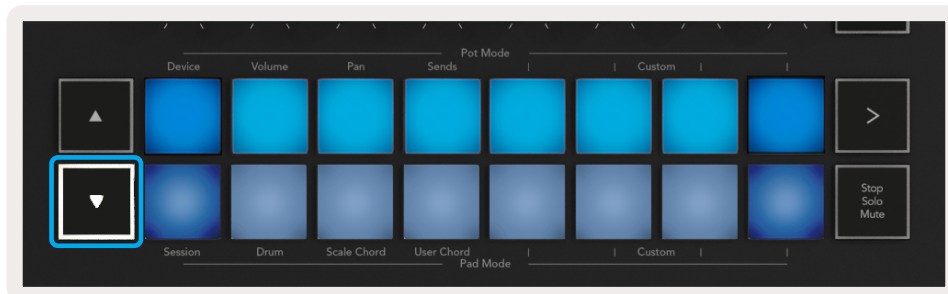 Pot Mode
Device Volume Pan Sends Custom
Stop
Solo
Mute
Session Drum Scale Chord User Chord Custom
Pad Mode